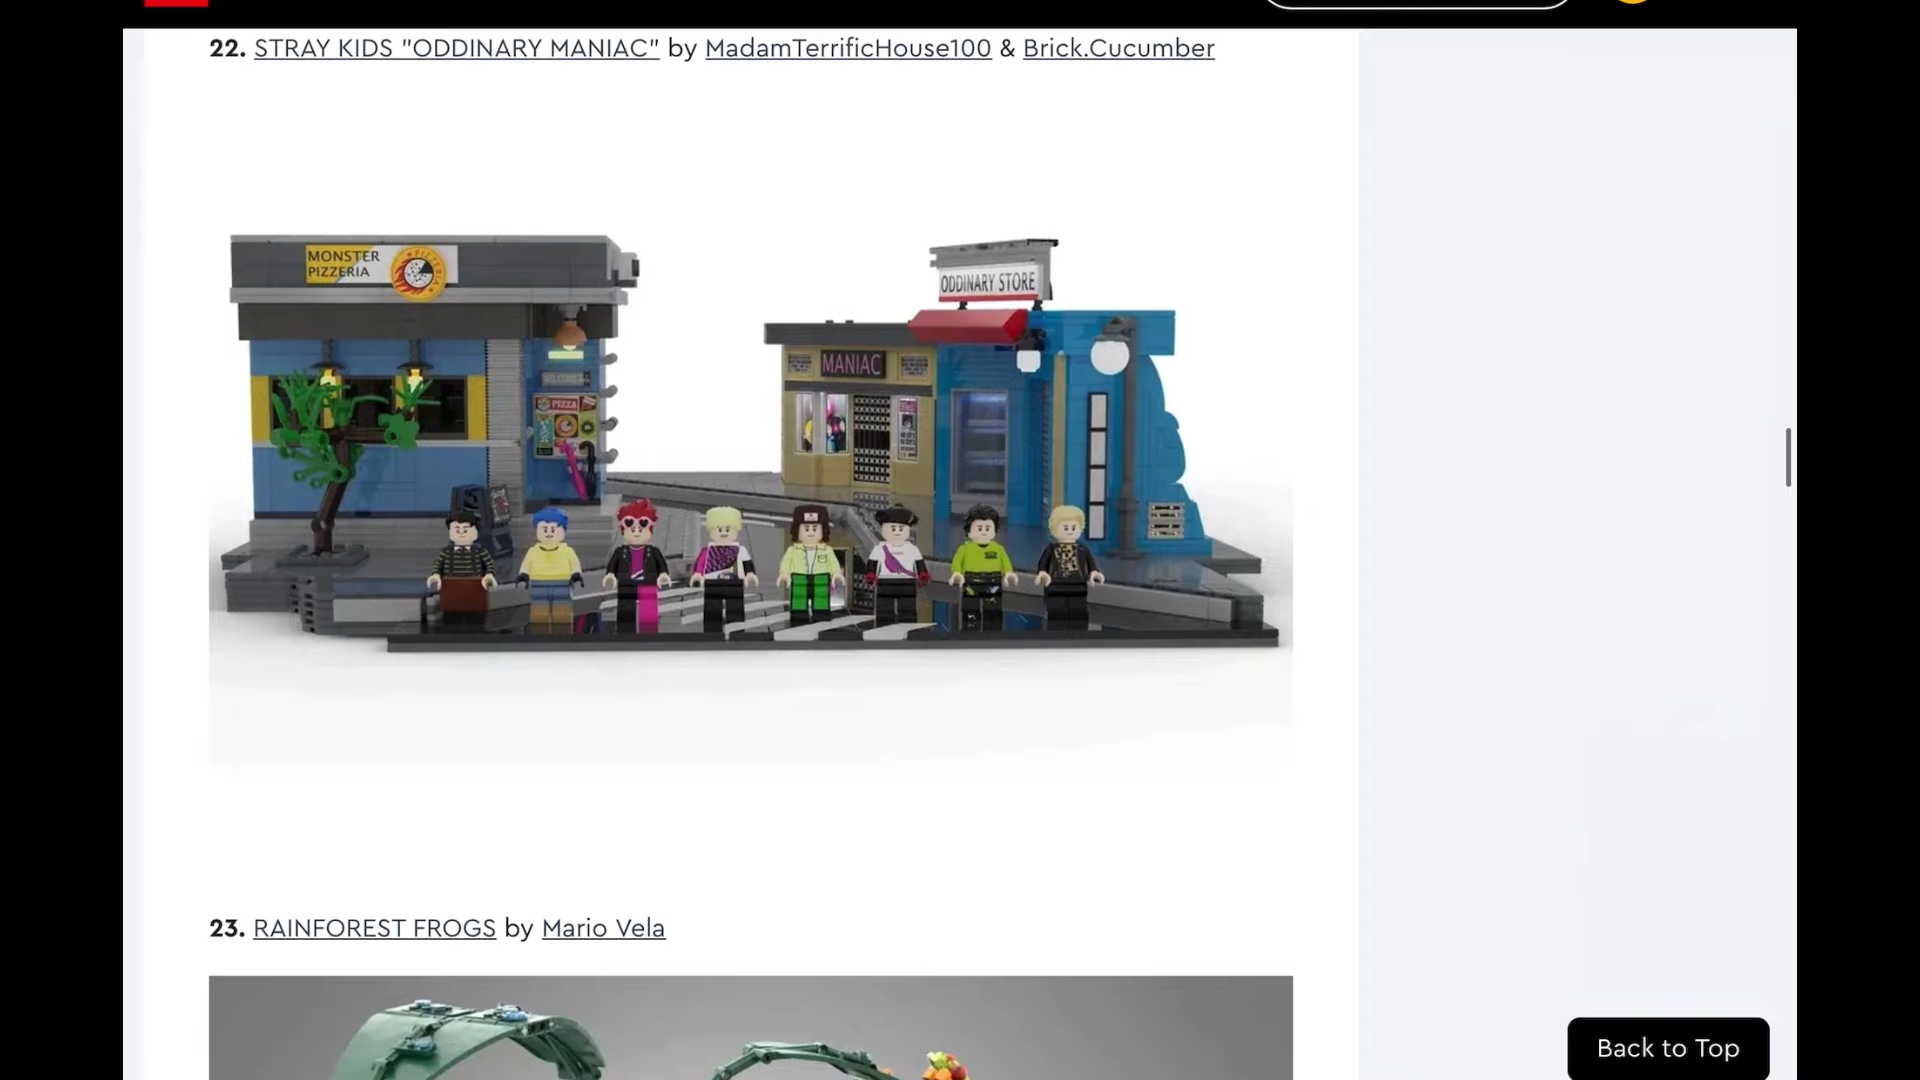 22. STRAY KIDS "ODDINARY MANIAC" by MadamTerrificHouse100 & Brick.Cucumber
MONSTER
PIZZERIA
PIZZERIA
ODDINARY STORE
MANIAC
PIZZA
23. RAINFOREST FROGS by Mario Vela
Back to Top